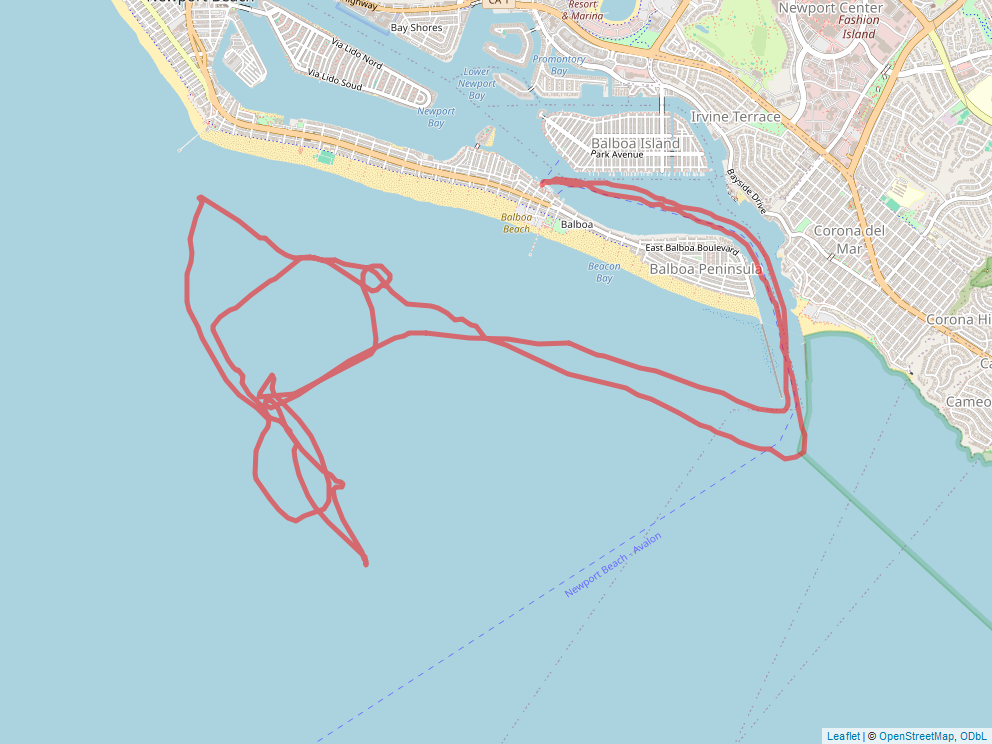 Newport Beach
Highway
CA 1
Resort
& Marina
Newport Center
Fashion
Island
Bay Shores
Via Lido Nord
Via Lido Soud
Promontory
Bay
Lower
Newport
Bay
Newport
Bay
Irvine Terrace
Balboa Island
Park Avenue
Bayside Drive
Balboa
Beach
Balboa
East Balboa Boulevard
Corona del
Mar
Beacon
Bay
Balboa Peninsula
Corona Hi
Ca
Cameo
Newport Beach - Avalon
Leaflet | © OpenStreetMap, ODbL